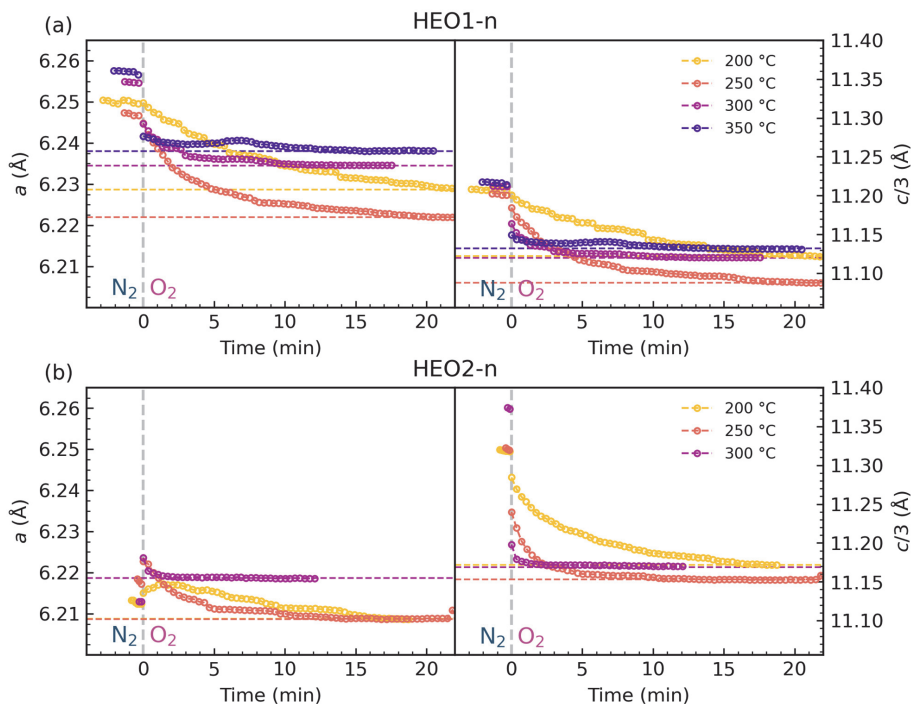 (a) HEO1-n
6.26
6.25
6.24
6.23
6.22
6.21
a (Å)
N2 O2
0 5 10 15 20
Time (min)
200 °C
250 °C
300 °C
350 °C
11.40
11.35
11.30
11.25
11.20
11.15
11.10
c/3 (Å)
N2 O2
0 5 10 15 20
Time (min)
(b) HEO2-n
6.26
6.25
6.24
6.23
6.22
6.21
a (Å)
N2 O2
0 5 10 15 20
Time (min)
200 °C
250 °C
300 °C
11.40
11.35
11.30
11.25
11.20
11.15
11.10
c/3 (Å)
N2 O2
0 5 10 15 20
Time (min)